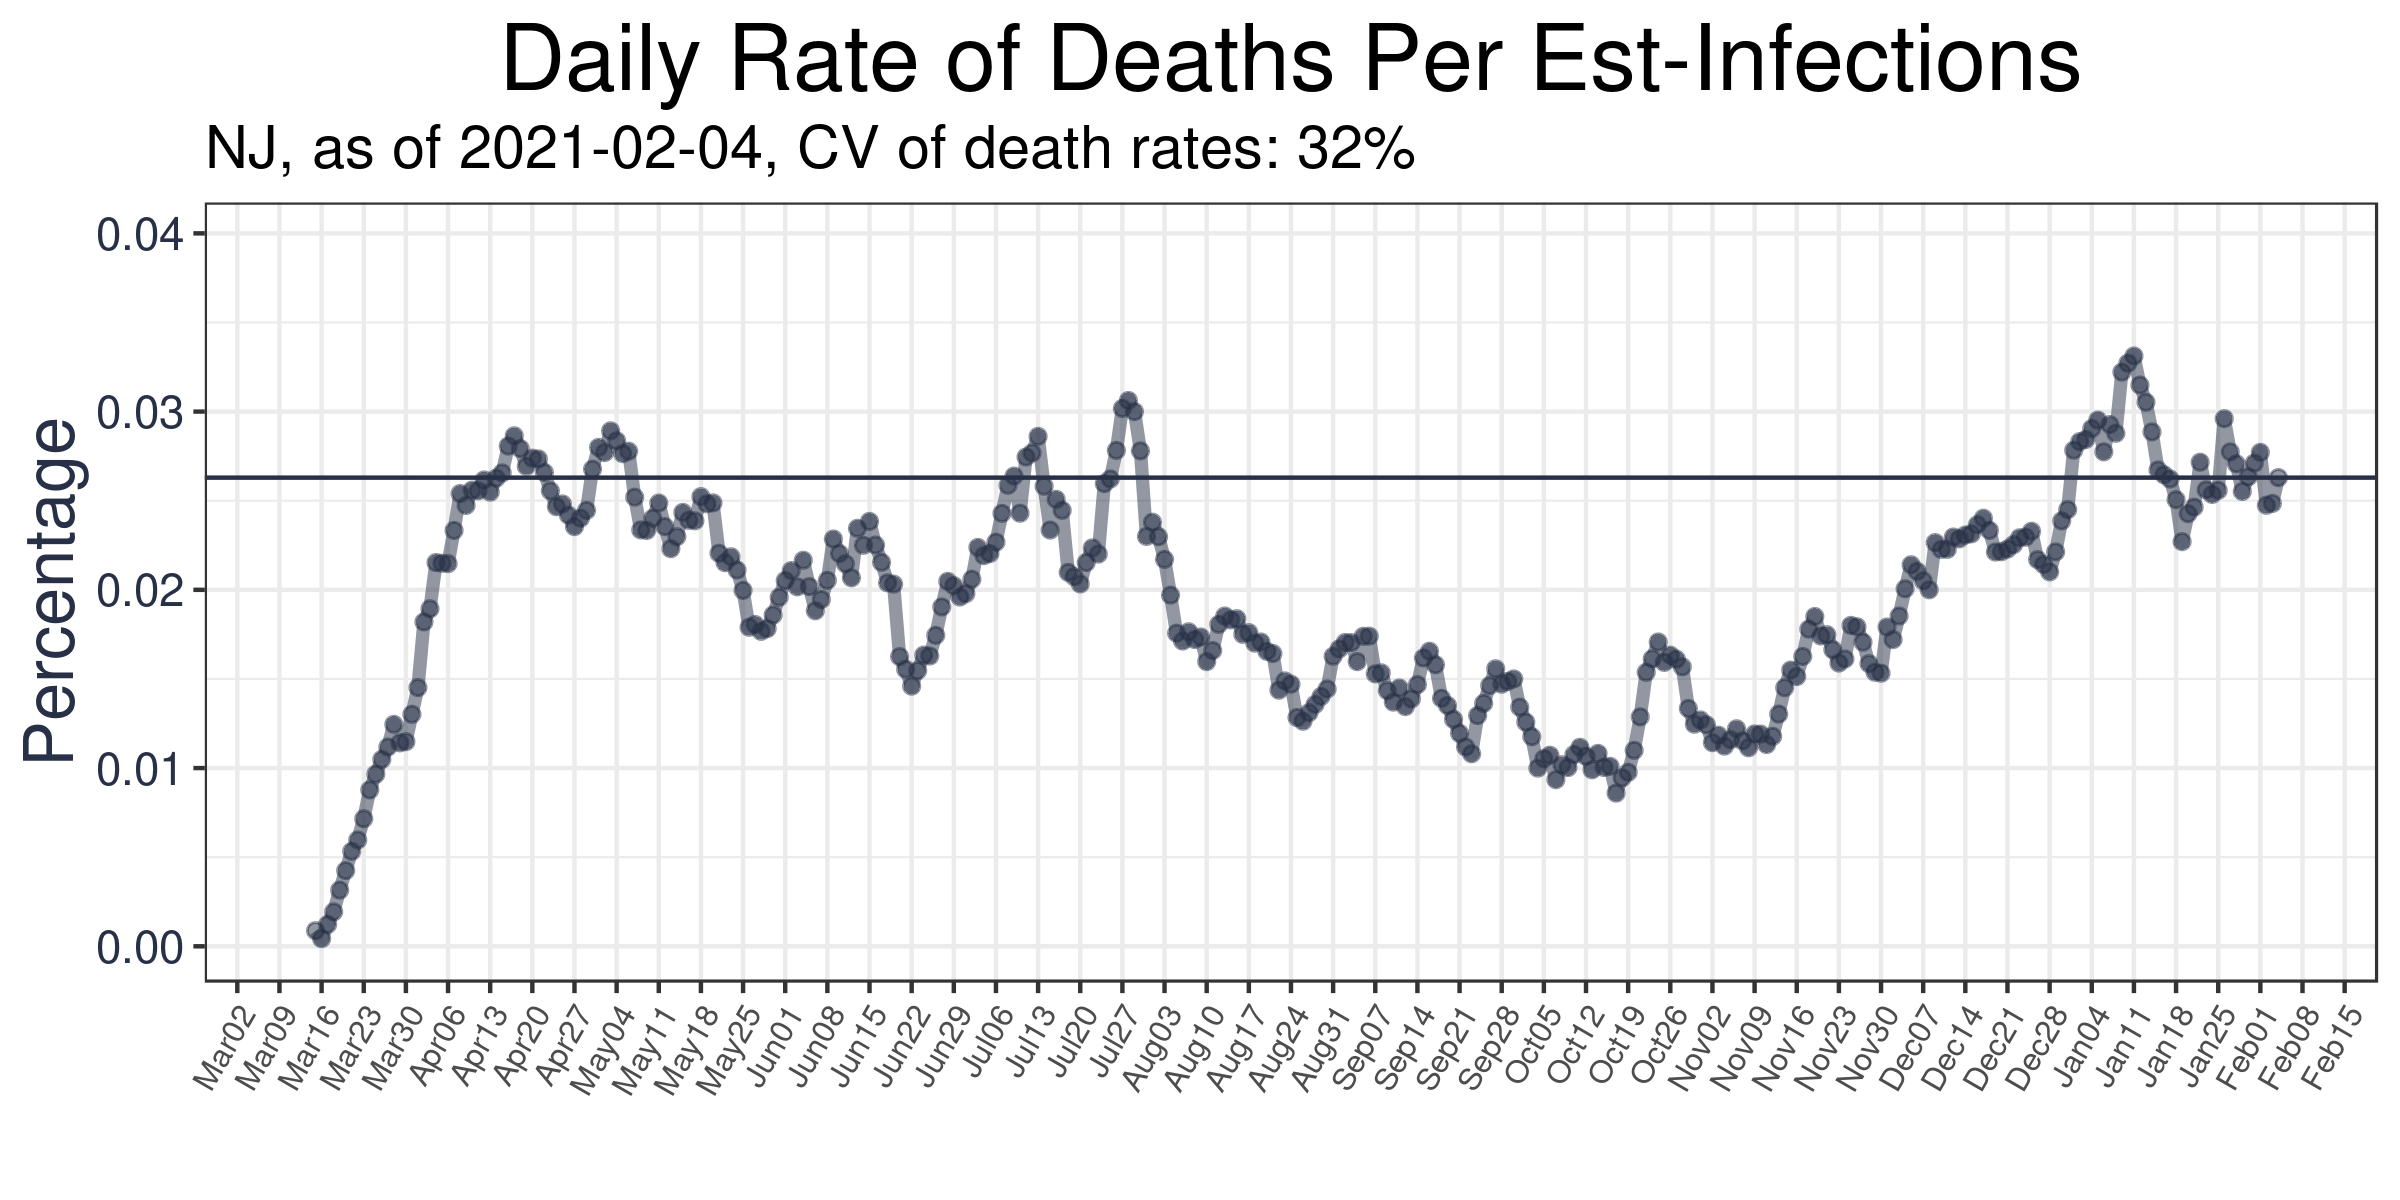 Daily Rate of Deaths Per Est-Infections
NJ, as of 2021-02-04, CV of death rates: 32%
Percentage
0.04
0.03
0.02
0.01
0.00
Mar02
Mar09
Mar16
Mar23
Mar30
Apr06
Apr13
Apr20
Apr27
May04
May11
May18
May25
Jun01
Jun08
Jun15
Jun22
Jun29
Jul06
Jul13
Jul20
Jul27
Aug03
Aug10
Aug17
Aug24
Aug31
Sep07
Sep14
Sep21
Sep28
Oct05
Oct12
Oct19
Oct26
Nov02
Nov09
Nov16
Nov23
Nov30
Dec07
Dec14
Dec21
Dec28
Jan04
Jan11
Jan18
Jan25
Feb01
Feb08
Feb15